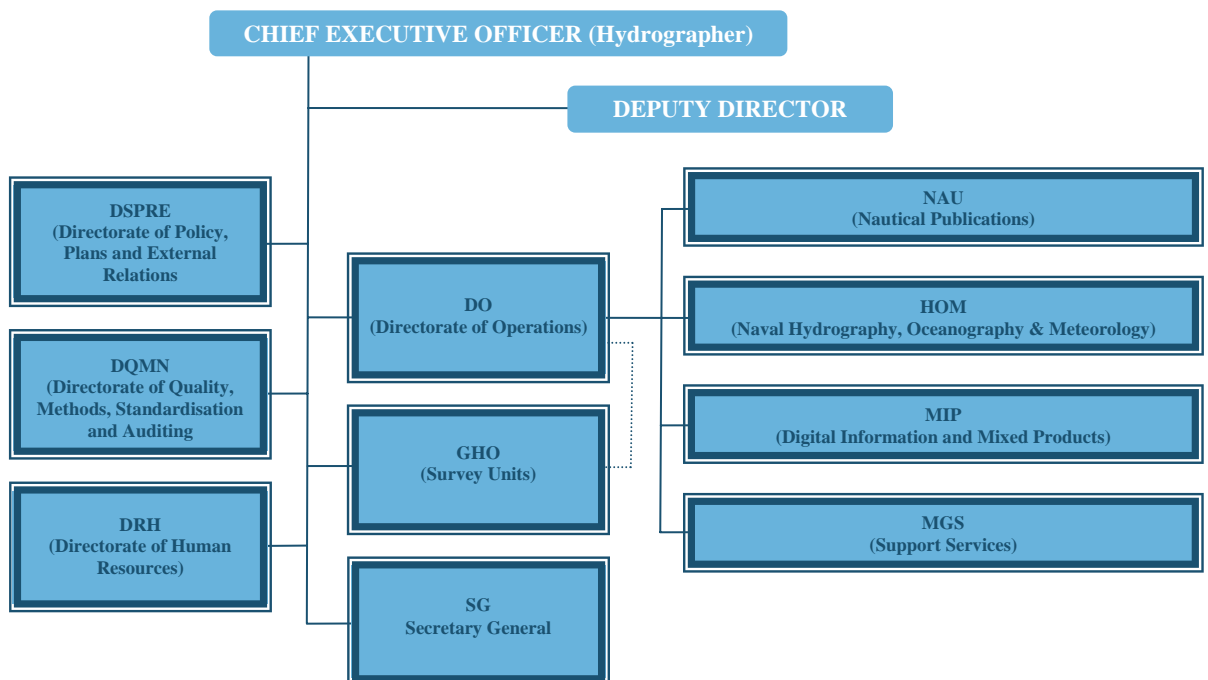 CHIEF EXECUTIVE OFFICER (Hydrographer)
DEPUTY DIRECTOR
DSPRE
(Directorate of Policy,
Plans and External
Relations
DQMN
(Directorate of Quality,
Methods, Standardisation
and Auditing
DRH
(Directorate of Human
Resources)
DO
(Directorate of Operations)
GHO
(Survey Units)
SG
Secretary General
NAU
(Nautical Publications)
HOM
(Naval Hydrography, Oceanography & Meteorology)
MIP
(Digital Information and Mixed Products)
MGS
(Support Services)